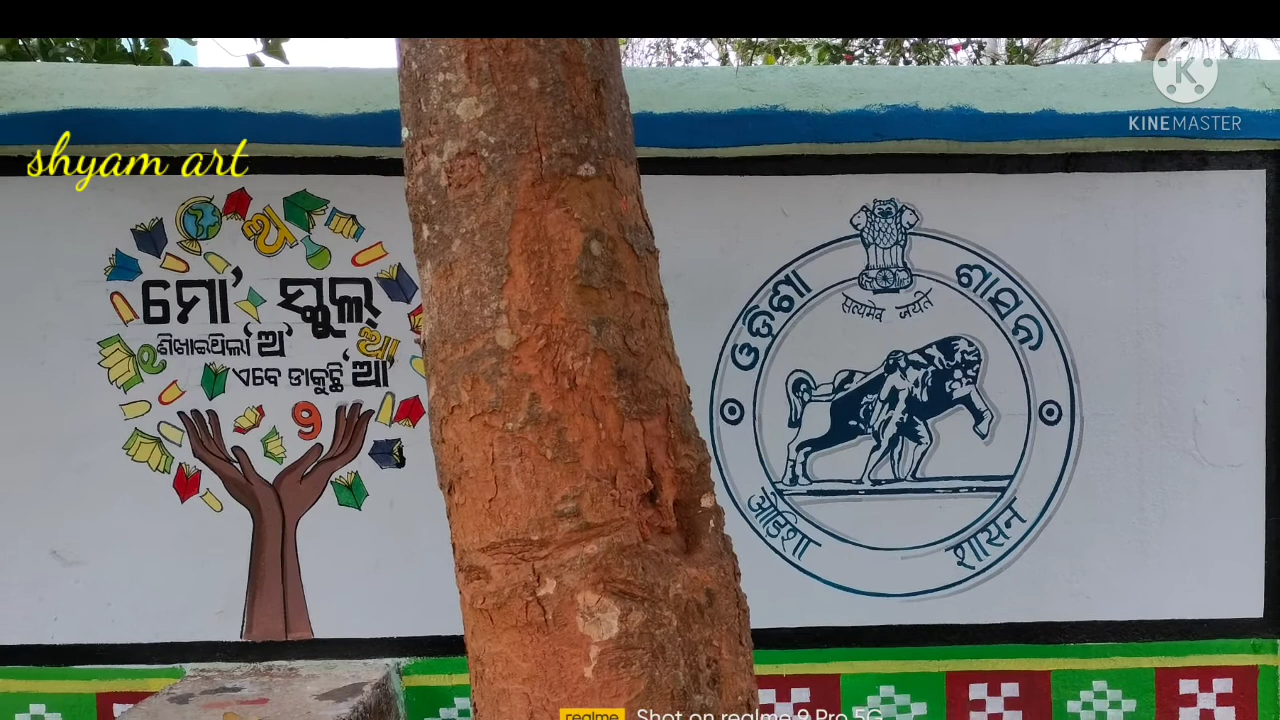 KINEMASTER
shyam art
ଥ
ମୋ' ସ୍କୁଲ୍
ଶିଖାଇଥିଲା 'ଅ'
ଆ
ଏବେ ଡାକୁଛି 'ଆ'
e
9
ଓଡ଼ିଶା ଶାସନ
सत्यमेव जयते
ओड़िशा शासन
realme Shot on realme 9 Pro 5G